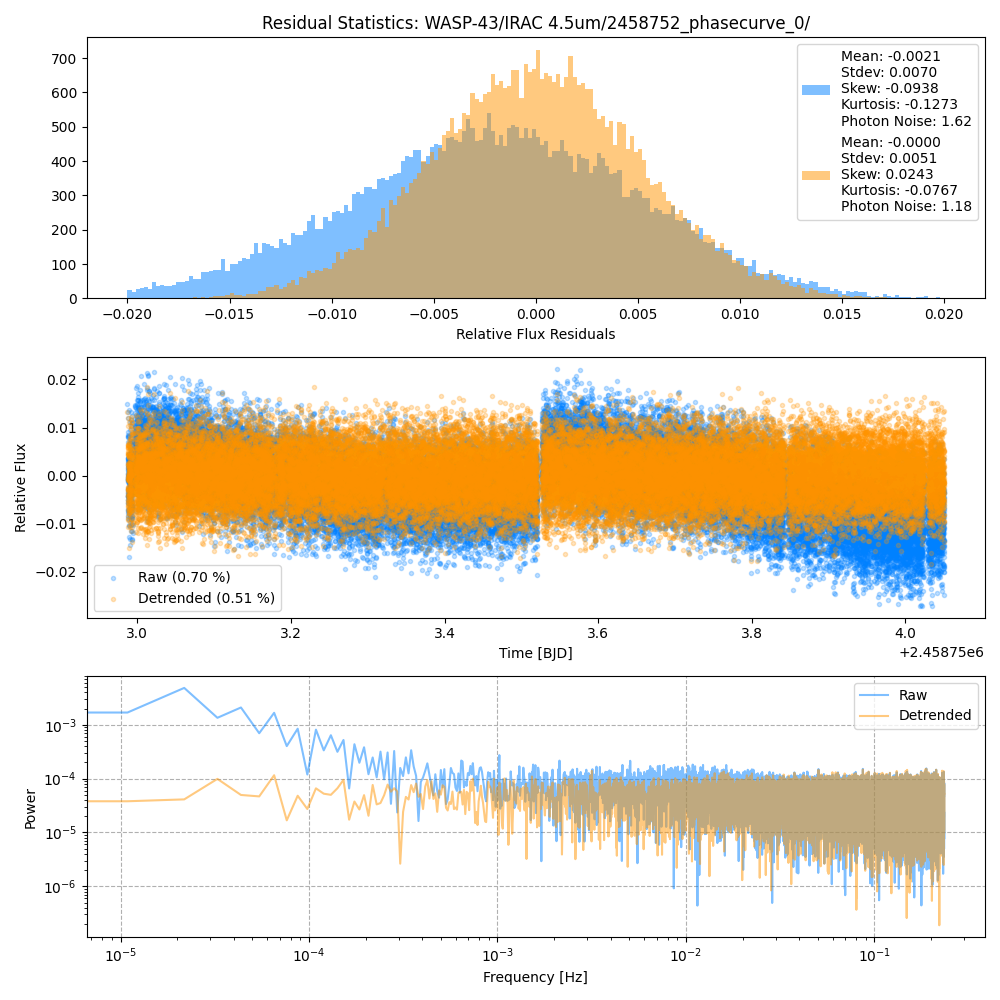 Residual Statistics: WASP-43/IRAC 4.5um/2458752_phasecurve_0/
700
600
500
400
300
200
100
0
Mean: -0.0021
Stdev: 0.0070
Skew: -0.0938
Kurtosis: -0.1273
Photon Noise: 1.62
Mean: -0.0000
Stdev: 0.0051
Skew: 0.0243
Kurtosis: -0.0767
Photon Noise: 1.18
−0.020 −0.015 −0.010 −0.005 0.000 0.005 0.010 0.015 0.020
Relative Flux Residuals
Relative Flux
0.02
0.01
0.00
−0.01
−0.02
Raw (0.70 %)
Detrended (0.51 %)
3.0 3.2 3.4 3.6 3.8 4.0
Time [BJD]
+2.45875e6
Power
10⁻³
10⁻⁴
10⁻⁵
10⁻⁶
Raw
Detrended
10⁻⁵ 10⁻⁴ 10⁻³ 10⁻² 10⁻¹
Frequency [Hz]